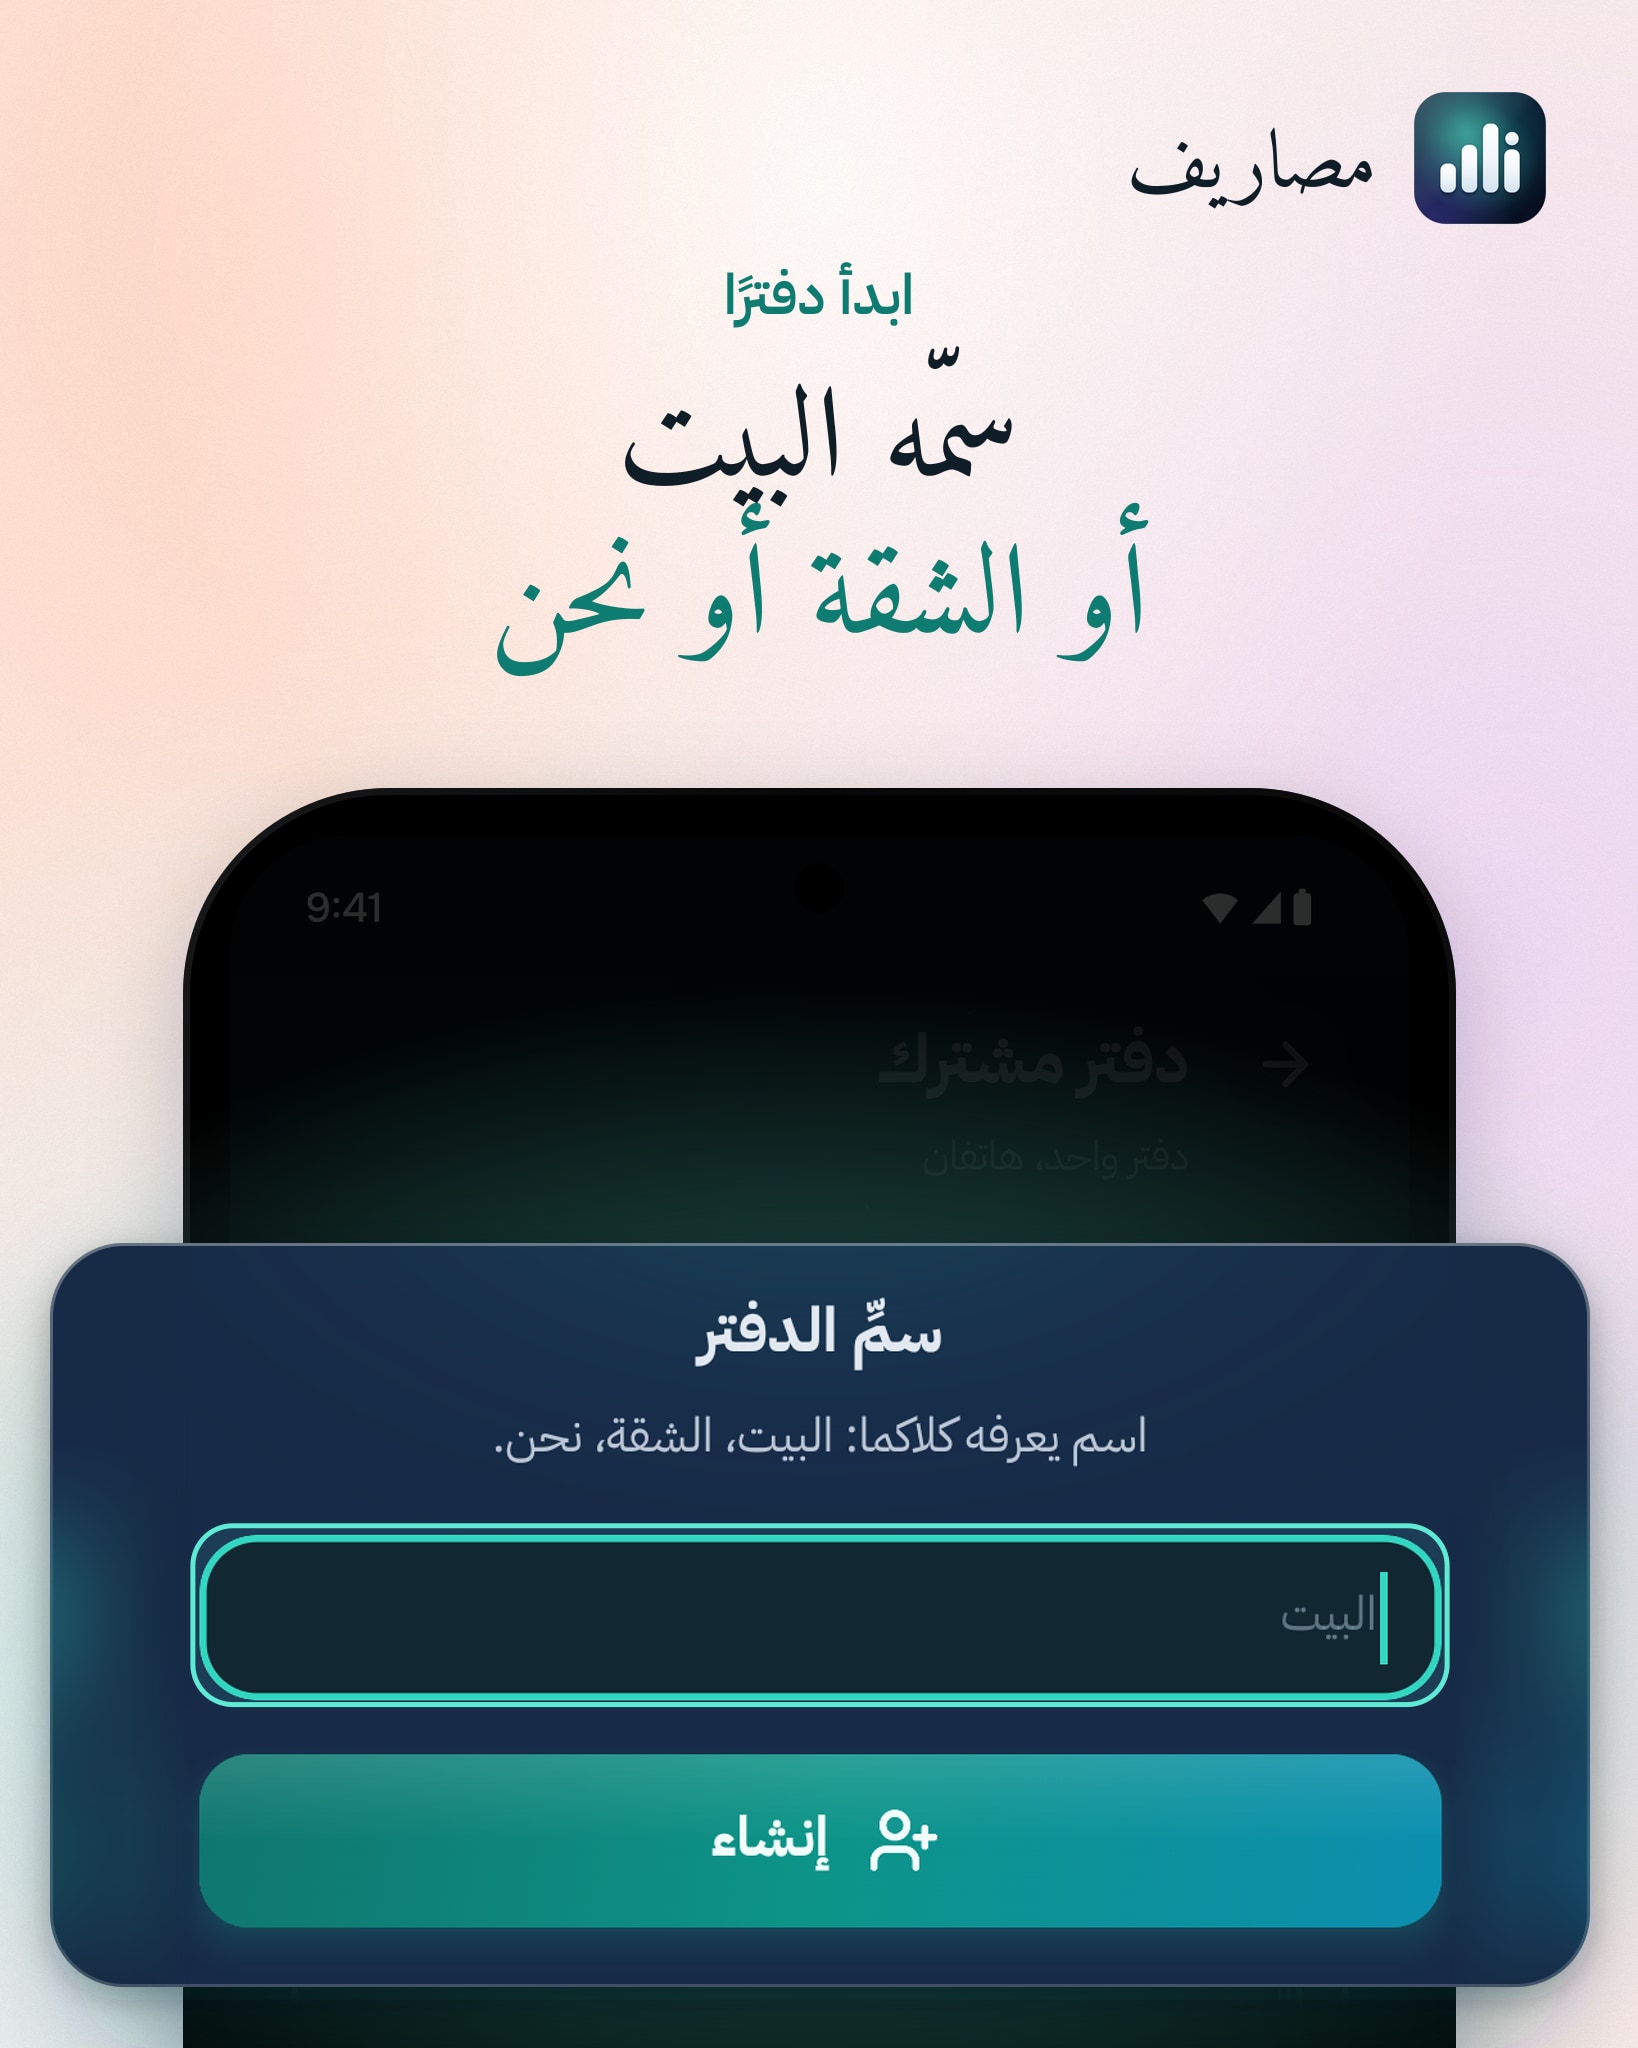 مصاريف
ابدأ دفترًا
سمّه البيت
أو الشقة أو نحن
9:41
دفتر مشترك
دفتر واحد، هاتفان
سمِّ الدفتر
اسم يعرفه كلاكما: البيت، الشقة، نحن.
البيت
إنشاء